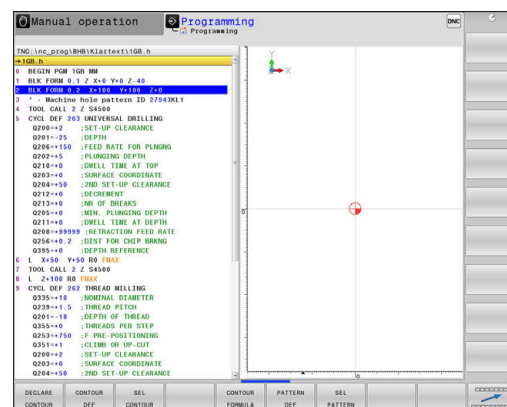 Manual operation
Programming
Programming
DNC
TNC:\nc_prog\BHB\Klartext\1GB.h
→1GB.h
0 BEGIN PGM 1GB MM
1 BLK FORM 0.1 Z X+0 Y+0 Z-40
2 BLK FORM 0.2 X+100 Y+100 Z+0
3 * - Machine hole pattern ID 27943KL1
4 TOOL CALL 2 Z S4500
5 CYCL DEF 203 UNIVERSAL DRILLING
Q200=+2 ;SET-UP CLEARANCE
Q201=-25 ;DEPTH
Q206=+150 ;FEED RATE FOR PLNGNG
Q202=+5 ;PLUNGING DEPTH
Q210=+0 ;DWELL TIME AT TOP
Q203=+0 ;SURFACE COORDINATE
Q204=+50 ;2ND SET-UP CLEARANCE
Q212=+0 ;DECREMENT
Q213=+0 ;NR OF BREAKS
Q205=+0 ;MIN. PLUNGING DEPTH
Q211=+0 ;DWELL TIME AT DEPTH
Q208=+99999 ;RETRACTION FEED RATE
Q256=+0.2 ;DIST FOR CHIP BRKNG
Q395=+0 ;DEPTH REFERENCE
6 L X+50 Y+50 R0 FMAX
7 TOOL CALL 2 Z S4500
8 L Z+100 R0 FMAX
9 CYCL DEF 262 THREAD MILLING
Q335=+10 ;NOMINAL DIAMETER
Q239=+1.5 ;THREAD PITCH
Q201=-18 ;DEPTH OF THREAD
Q355=+0 ;THREADS PER STEP
Q253=+750 ;F PRE-POSITIONING
Q351=+1 ;CLIMB OR UP-CUT
Q200=+2 ;SET-UP CLEARANCE
Q203=+0 ;SURFACE COORDINATE
Q204=+50 ;2ND SET-UP CLEARANCE
Y
X
0
0
DECLARE CONTOUR
CONTOUR DEF
SEL CONTOUR
CONTOUR FORMULA
PATTERN DEF
SEL PATTERN